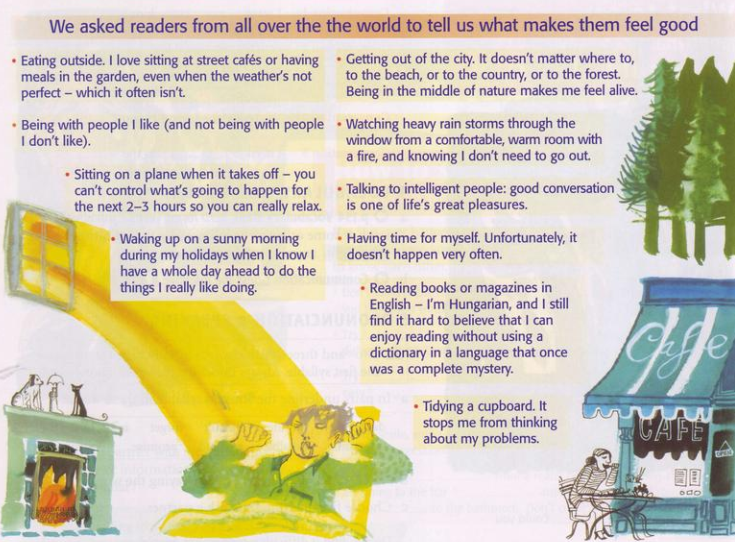 We asked readers from all over the the world to tell us what makes them feel good
• Eating outside. I love sitting at street cafés or having
meals in the garden, even when the weather's not
perfect – which it often isn't.
• Being with people I like (and not being with people
I don't like).
• Sitting on a plane when it takes off – you
can't control what's going to happen for
the next 2–3 hours so you can really relax.
• Waking up on a sunny morning
during my holidays when I know I
have a whole day ahead to do the
things I really like doing.
• Getting out of the city. It doesn't matter where to,
to the beach, or to the country, or to the forest.
Being in the middle of nature makes me feel alive.
• Watching heavy rain storms through the
window from a comfortable, warm room with
a fire, and knowing I don't need to go out.
• Talking to intelligent people: good conversation
is one of life's great pleasures.
• Having time for myself. Unfortunately, it
doesn't happen very often.
• Reading books or magazines in
English – I'm Hungarian, and I still
find it hard to believe that I can
enjoy reading without using a
dictionary in a language that once
was a complete mystery.
• Tidying a cupboard. It
stops me from thinking
about my problems.
Caffe
CAFE